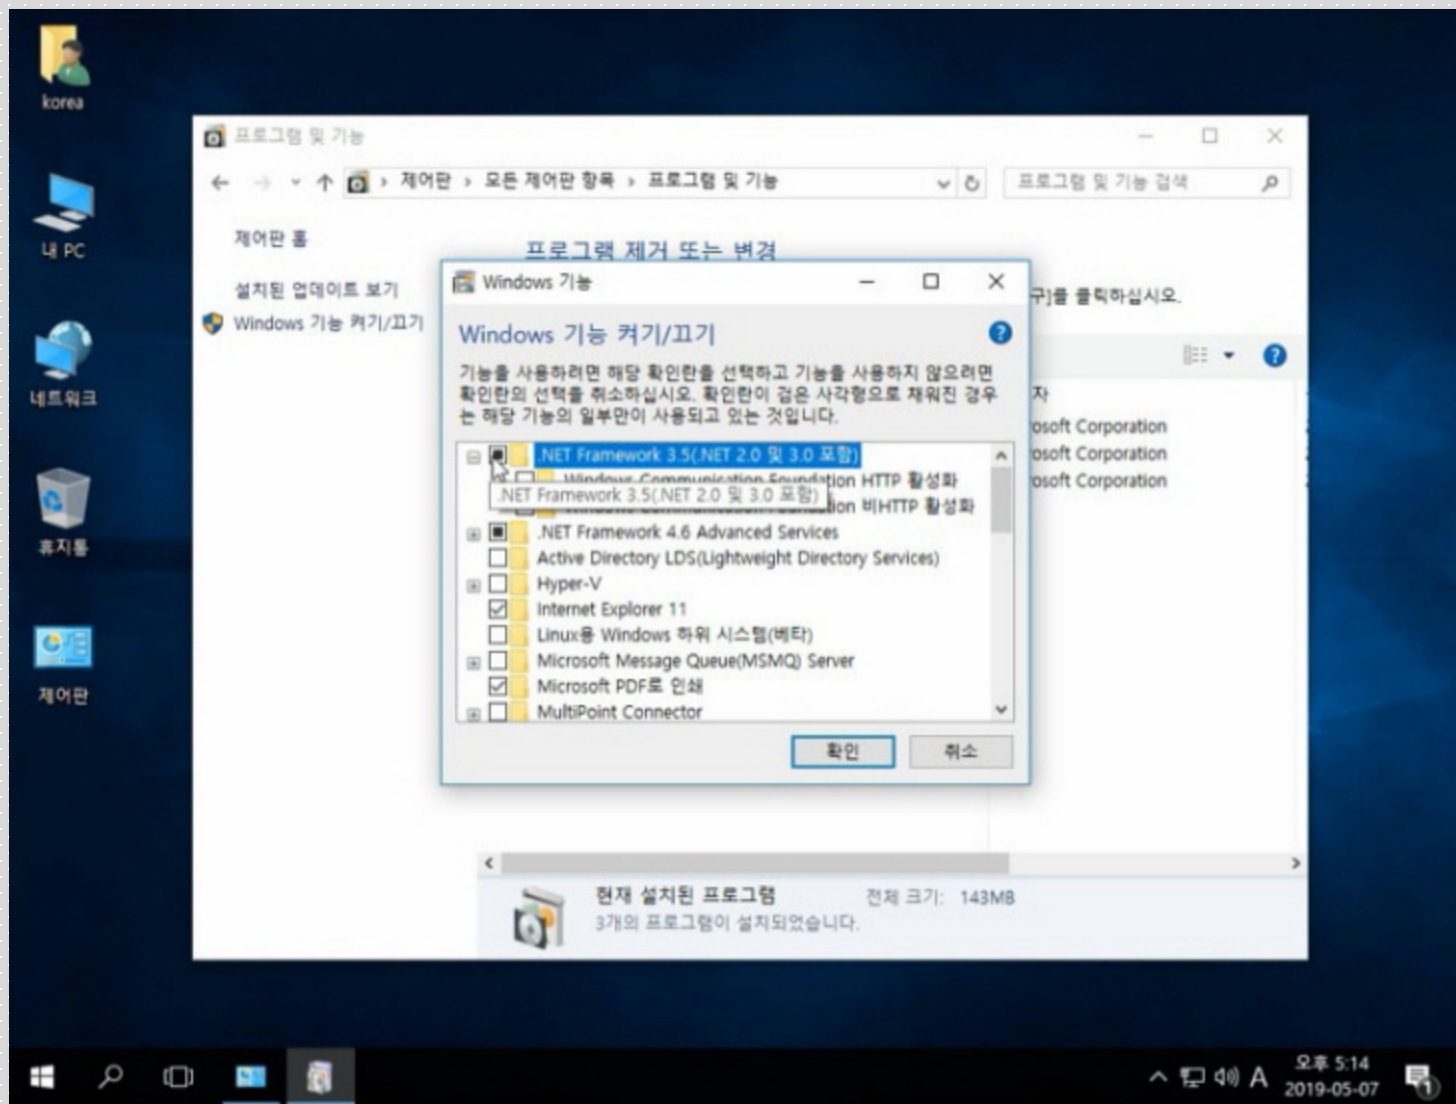 korea
내 PC
네트워크
휴지통
제어판
프로그램 및 기능
제어판 › 모든 제어판 항목 › 프로그램 및 기능
프로그램 및 기능 검색
제어판 홈
설치된 업데이트 보기
Windows 기능 켜기/끄기
프로그램 제거 또는 변경
구]를 클릭하십시오.
자
osoft Corporation
osoft Corporation
osoft Corporation
Windows 기능
Windows 기능 켜기/끄기
기능을 사용하려면 해당 확인란을 선택하고 기능을 사용하지 않으려면
확인란의 선택을 취소하십시오. 확인란이 검은 사각형으로 채워진 경우
는 해당 기능의 일부만이 사용되고 있는 것입니다.
.NET Framework 3.5(.NET 2.0 및 3.0 포함)
Windows Communication Foundation HTTP 활성화
.NET Framework 3.5(.NET 2.0 및 3.0 포함)
Windows Communication Foundation 비HTTP 활성화
.NET Framework 4.6 Advanced Services
Active Directory LDS(Lightweight Directory Services)
Hyper-V
Internet Explorer 11
Linux용 Windows 하위 시스템(베타)
Microsoft Message Queue(MSMQ) Server
Microsoft PDF로 인쇄
MultiPoint Connector
확인
취소
현재 설치된 프로그램 전체 크기: 143MB
3개의 프로그램이 설치되었습니다.
A
오후 5:14
2019-05-07
1